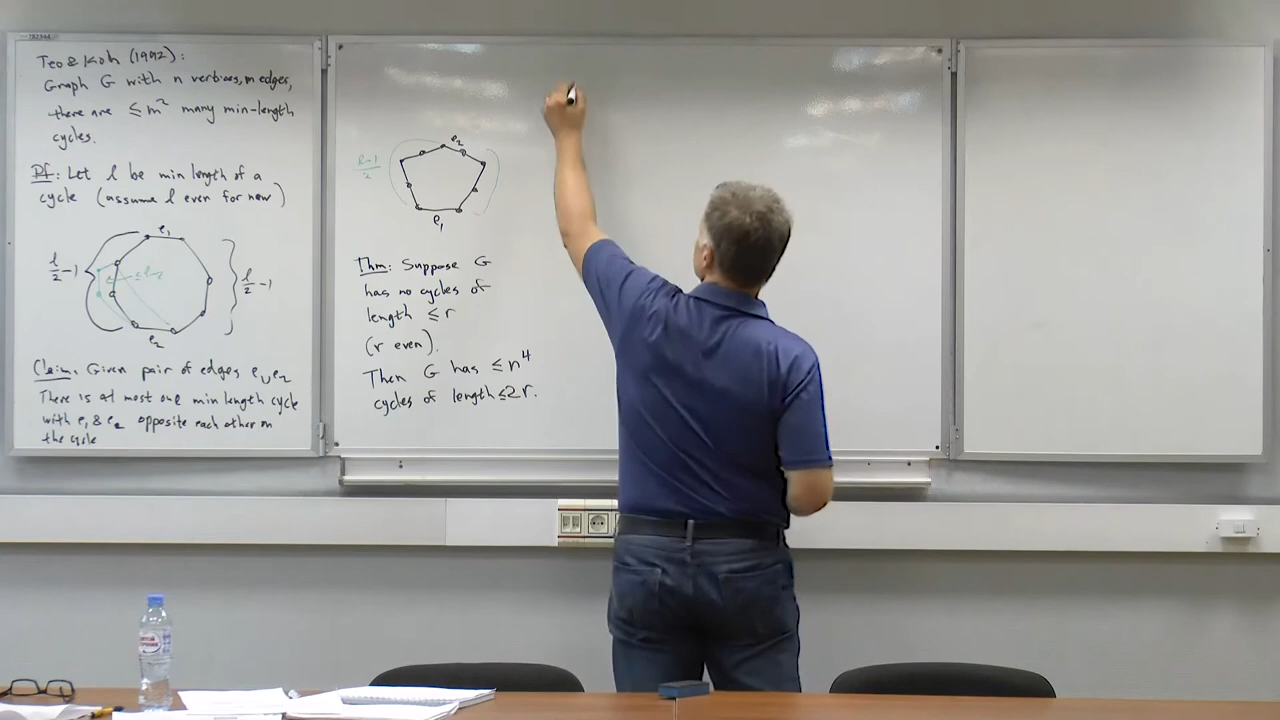 Teo & Koh (1992):
Graph G with n vertices, m edges,
there are ≤ m² many min-length
cycles.
Pf: Let l be min length of a
cycle (assume l even for now)
e₁
l/2 - 1
l/2 - 1
e₂
Claim. Given pair of edges e₁, e₂
There is at most one min length cycle
with e₁ & e₂ opposite each other on
the cycle
e₂
l-1/2
e₁
Thm: Suppose G
has no cycles of
length ≤ r
(r even).
Then G has ≤ n⁴
cycles of length ≤ 2r.